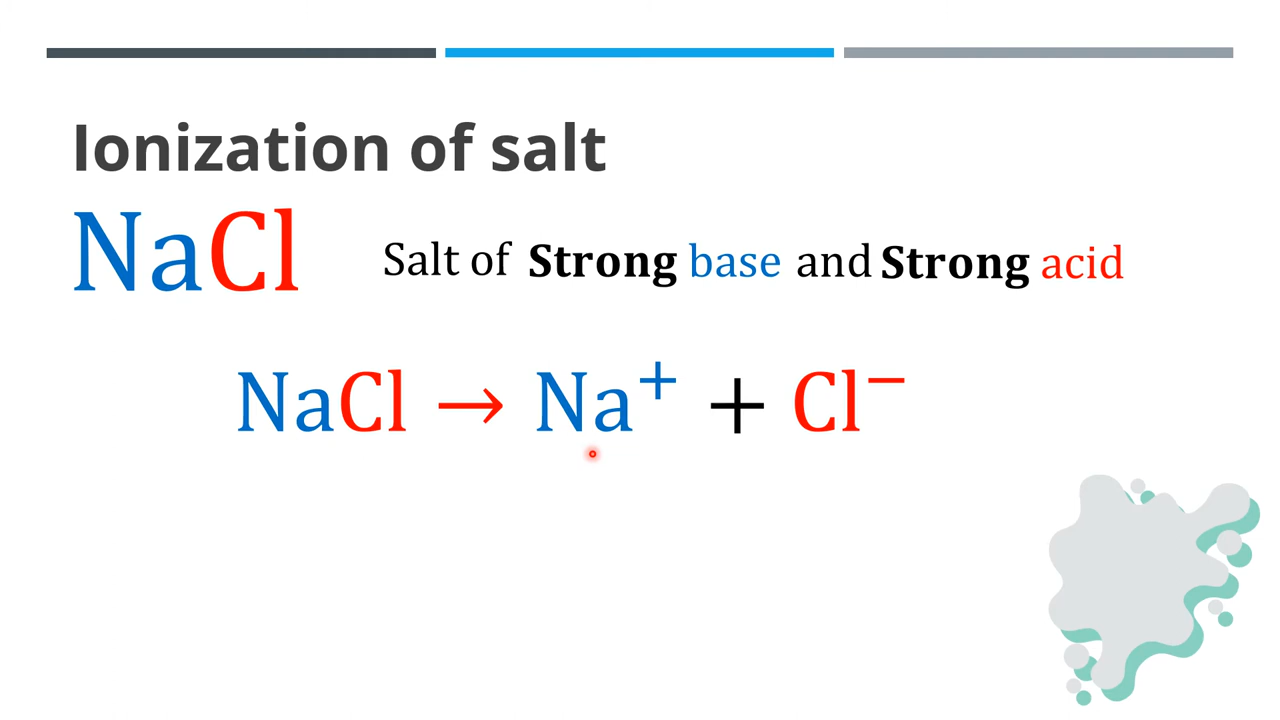 Ionization of salt
NaCl Salt of Strong base and Strong acid
NaCl → Na⁺ + Cl⁻